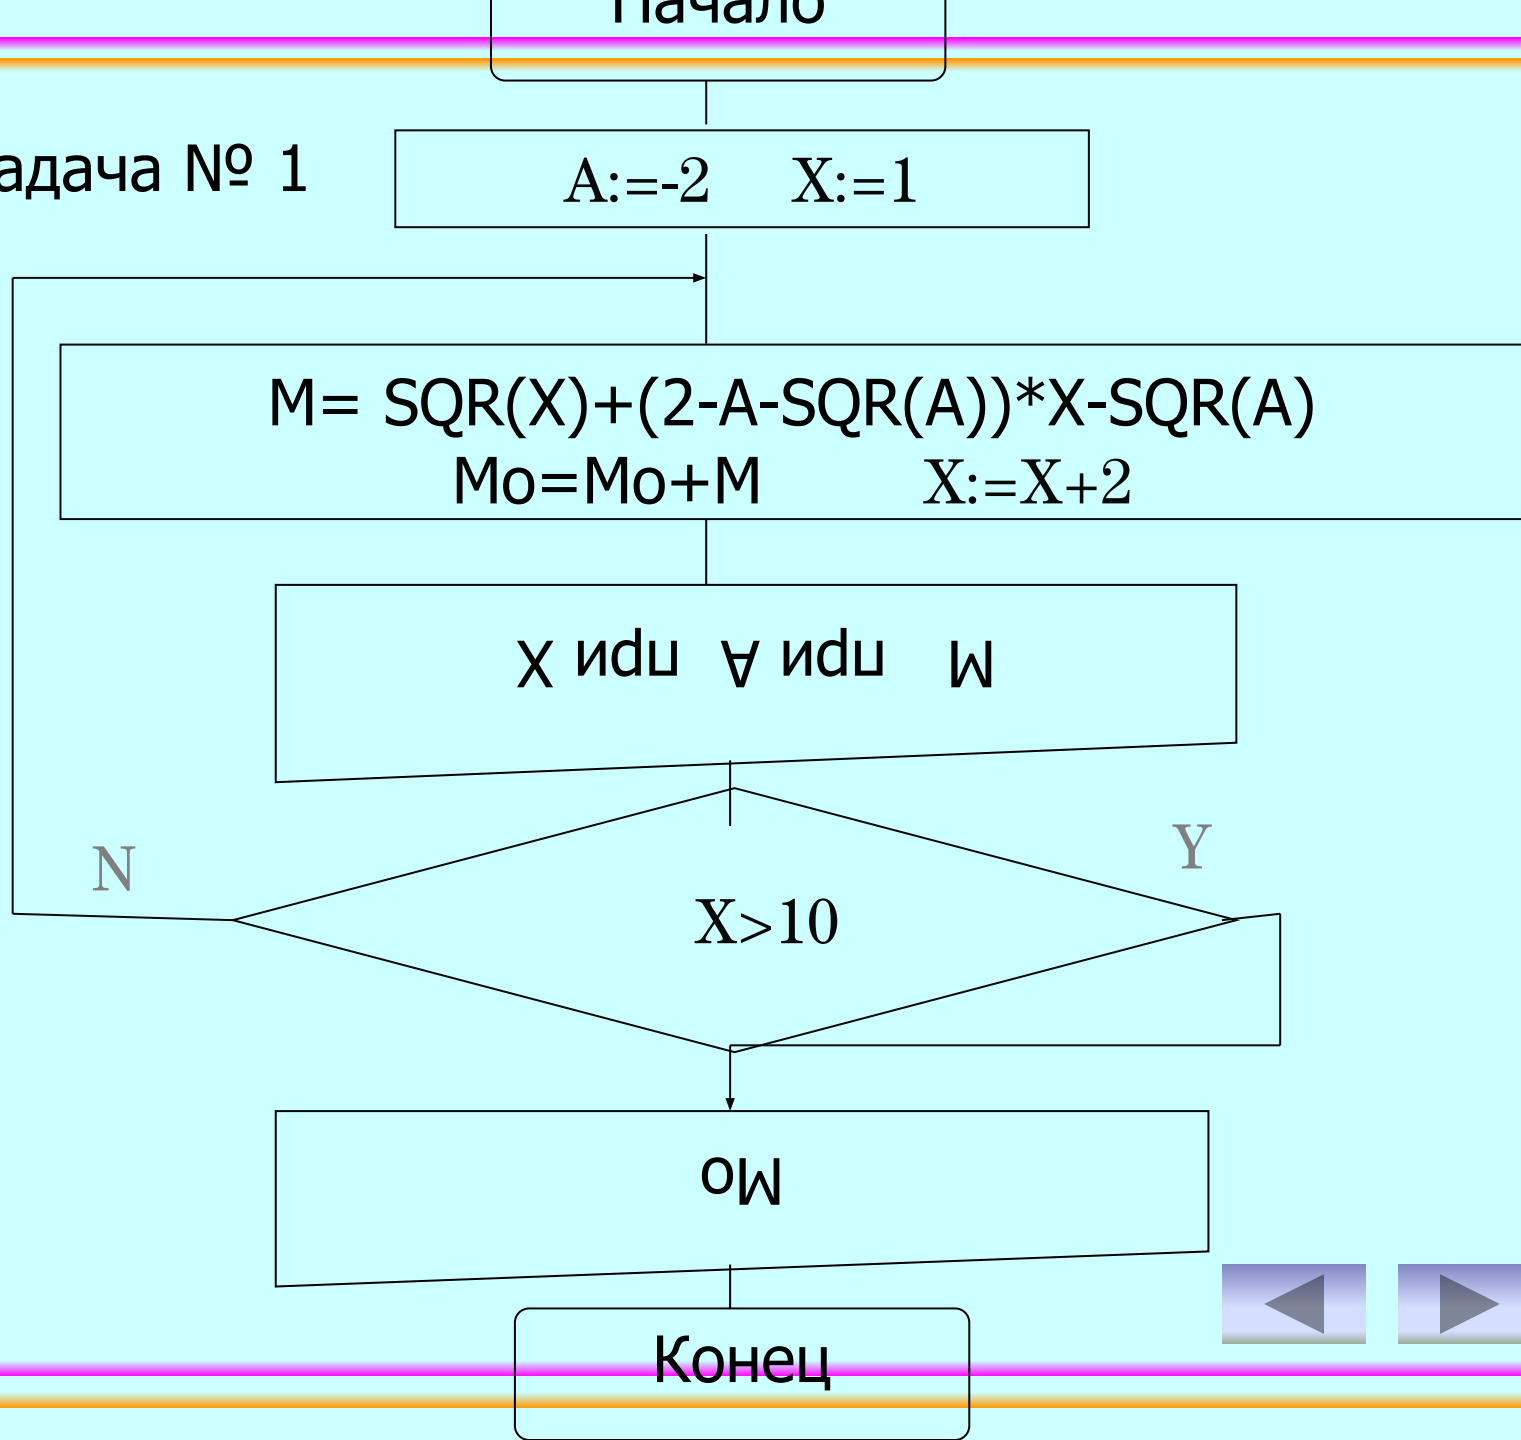 Начало
адача № 1
A:=-2 X:=1
M= SQR(X)+(2-A-SQR(A))*X-SQR(A)
Mo=Mo+M X:=X+2
M при A при X
N
Y
X>10
Mo
Конец